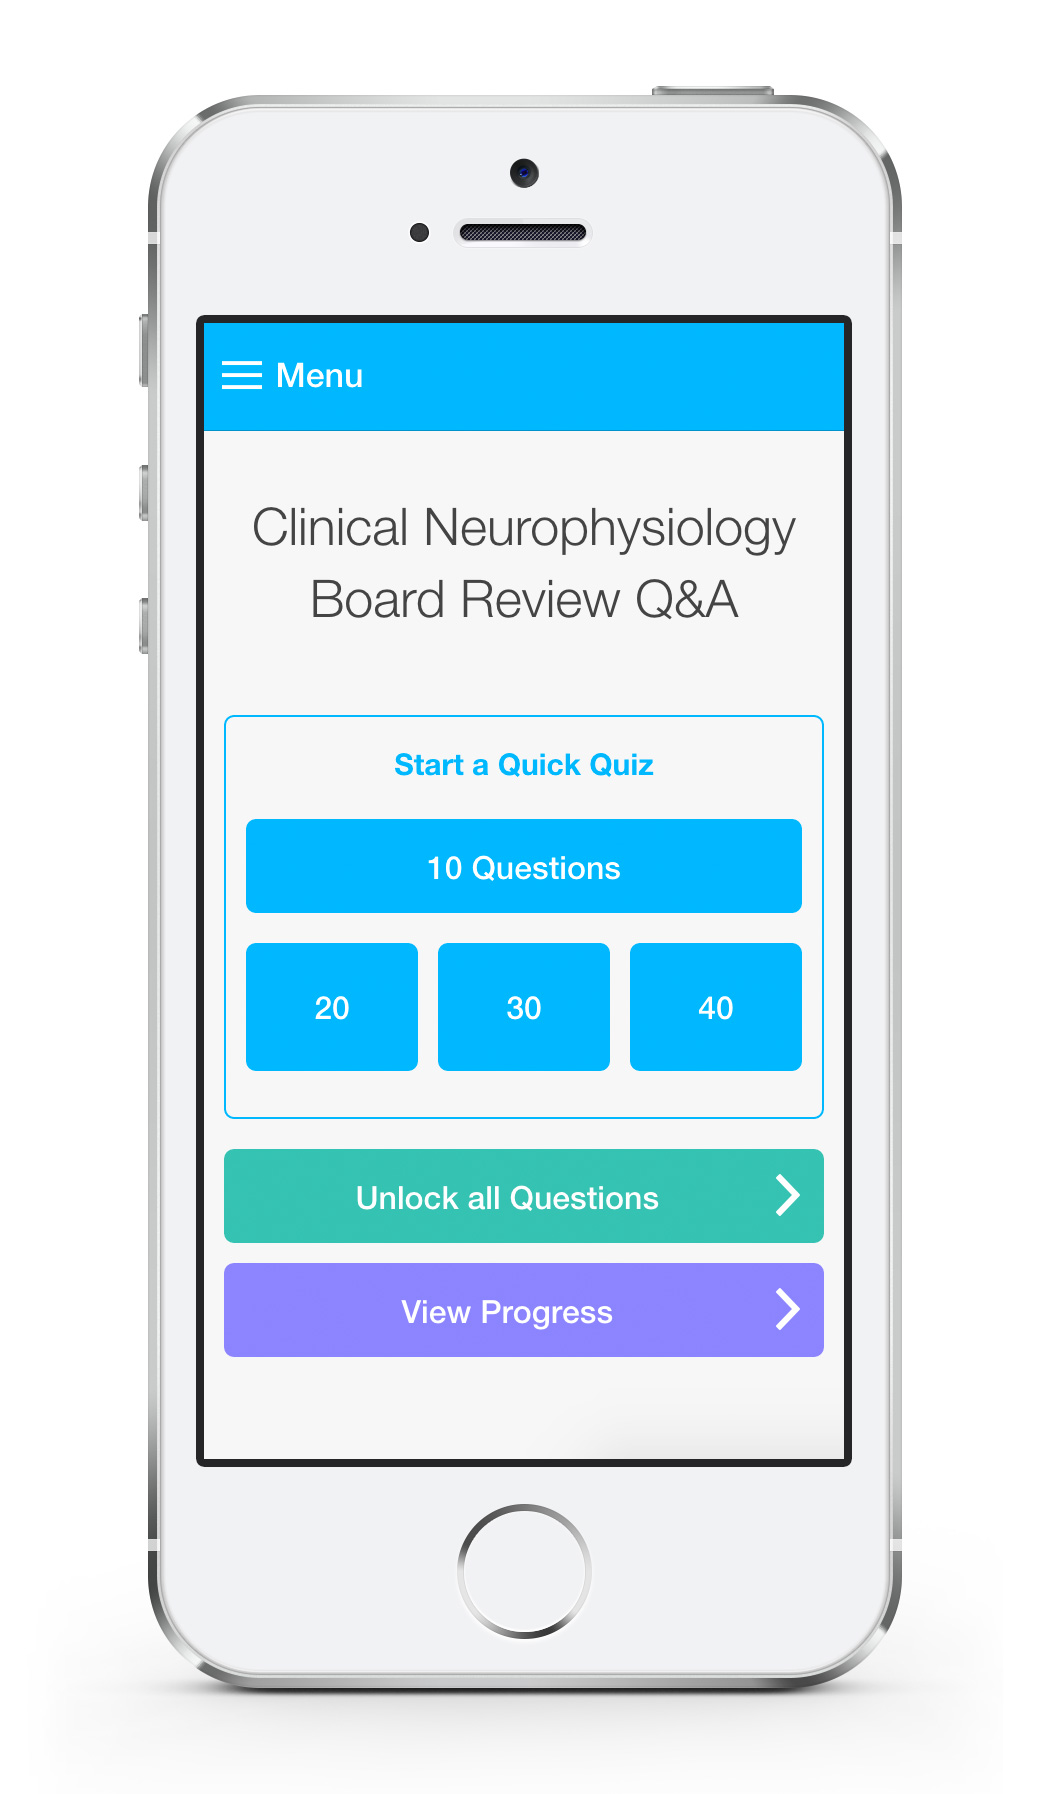 Menu
Clinical Neurophysiology
Board Review Q&A
Start a Quick Quiz
10 Questions
20 30 40
Unlock all Questions
View Progress